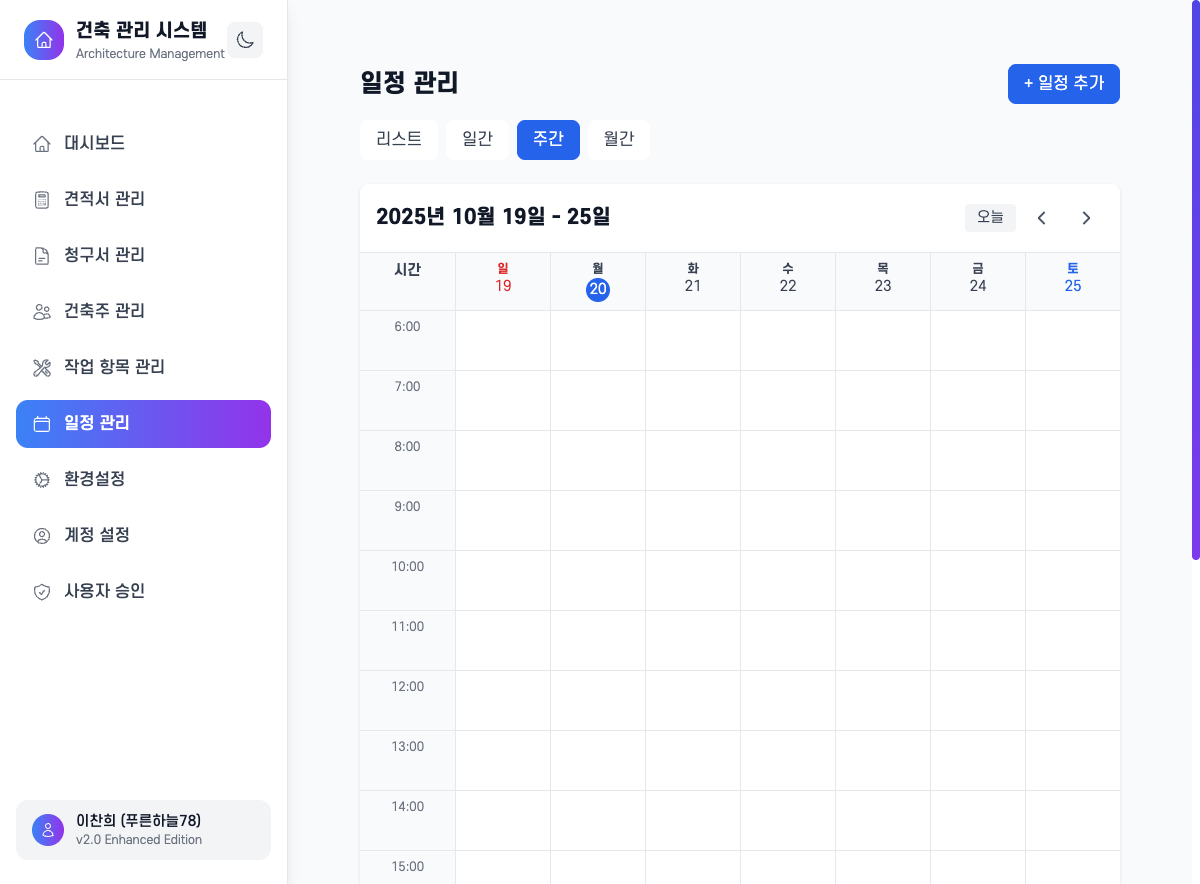 건축 관리 시스템
Architecture Management
대시보드
견적서 관리
청구서 관리
건축주 관리
작업 항목 관리
일정 관리
환경설정
계정 설정
사용자 승인
이찬희 (푸른하늘78)
v2.0 Enhanced Edition
일정 관리
+ 일정 추가
리스트 일간 주간 월간
2025년 10월 19일 - 25일
오늘
시간 일 월 화 수 목 금 토
19 20 21 22 23 24 25
6:00
7:00
8:00
9:00
10:00
11:00
12:00
13:00
14:00
15:00